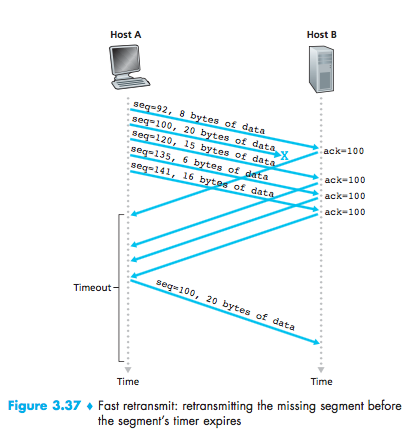 Host A
Host B
seq=92, 8 bytes of data
seq=100, 20 bytes of data
X
seq=120, 15 bytes of data
seq=135, 6 bytes of data
seq=141, 16 bytes of data
ack=100
ack=100
ack=100
ack=100
Timeout
seq=100, 20 bytes of data
Time
Time
Figure 3.37 ♦ Fast retransmit: retransmitting the missing segment before
the segment's timer expires